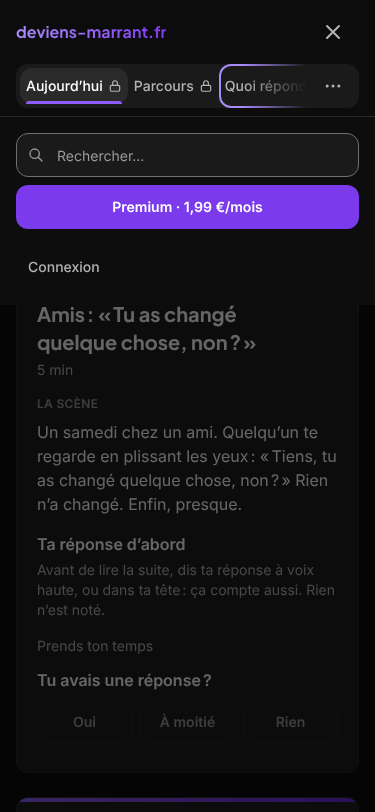 deviens-marrant.fr
Aujourd’hui Parcours Quoi répond ...
Rechercher...
Premium · 1,99 €/mois
Connexion
Amis : « Tu as changé
quelque chose, non ? »
5 min
LA SCÈNE
Un samedi chez un ami. Quelqu’un te
regarde en plissant les yeux : « Tiens, tu
as changé quelque chose, non ? » Rien
n’a changé. Enfin, presque.
Ta réponse d’abord
Avant de lire la suite, dis ta réponse à voix
haute, ou dans ta tête : ça compte aussi. Rien
n’est noté.
Prends ton temps
Tu avais une réponse ?
Oui À moitié Rien